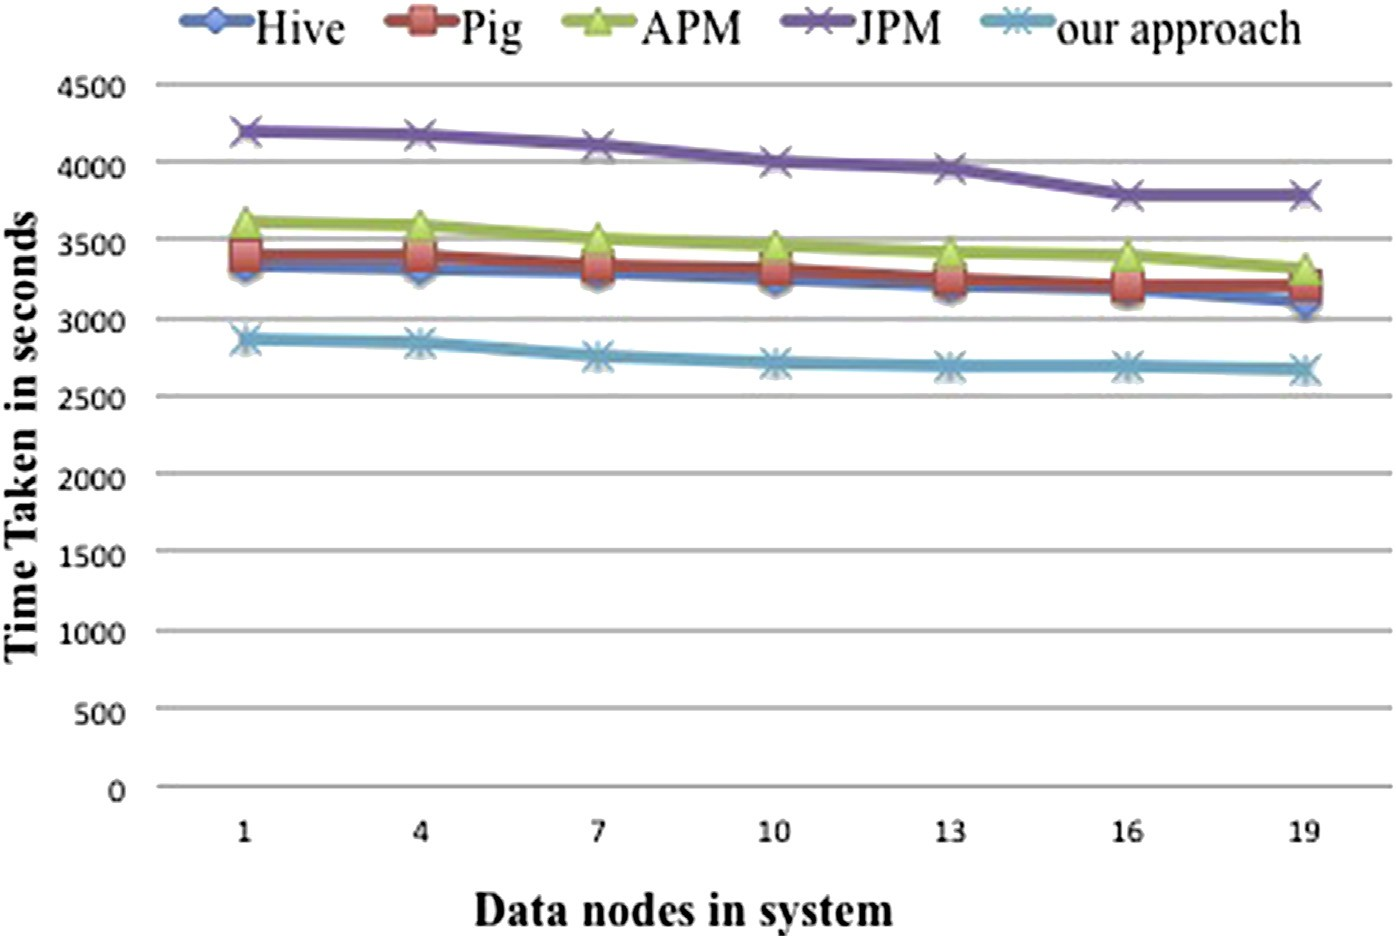 Hive Pig APM JPM our approach
4500
4000
3500
3000
2500
2000
1500
1000
500
0
Time Taken in seconds
1 4 7 10 13 16 19
Data nodes in system